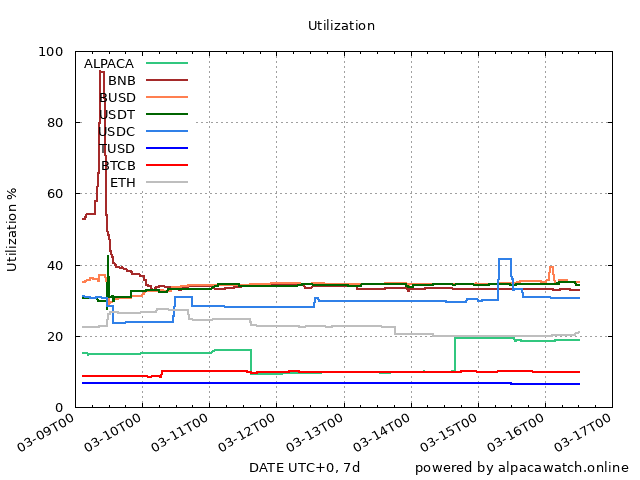 Utilization
Utilization %
100
80
60
40
20
0
ALPACA
BNB
BUSD
USDT
USDC
TUSD
BTCB
ETH
03-09T00
03-10T00
03-11T00
03-12T00
03-13T00
03-14T00
03-15T00
03-16T00
03-17T00
DATE UTC+0, 7d
powered by alpacawatch.online